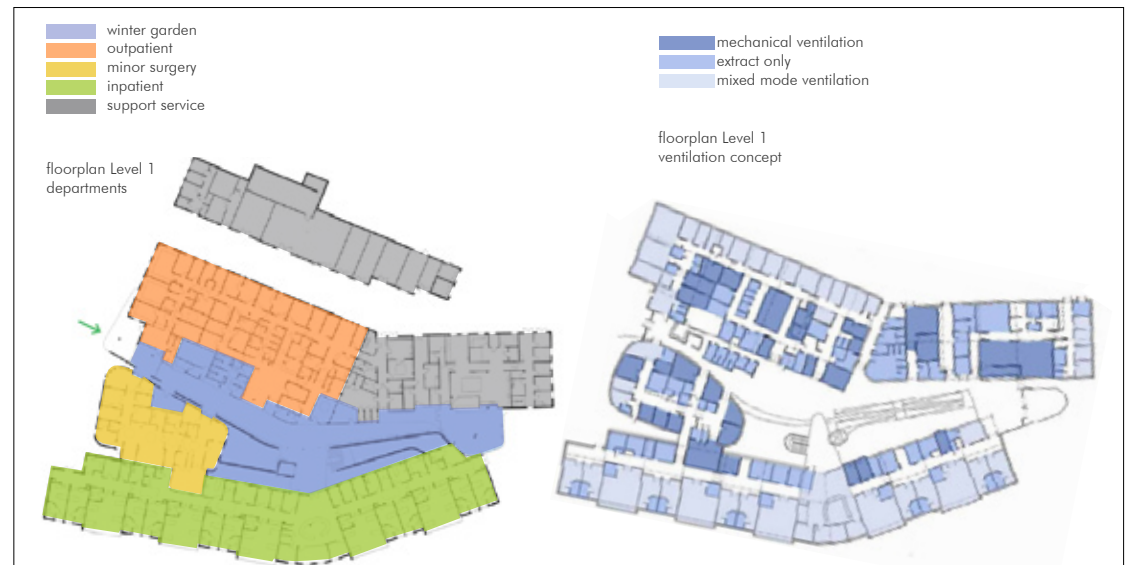 winter garden
outpatient
minor surgery
inpatient
support service
floorplan Level 1
departments
mechanical ventilation
extract only
mixed mode ventilation
floorplan Level 1
ventilation concept